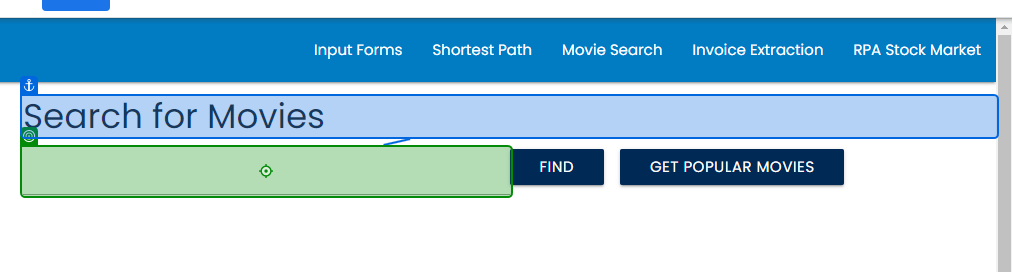 Input Forms Shortest Path Movie Search Invoice Extraction RPA Stock Market
Search for Movies
FIND GET POPULAR MOVIES